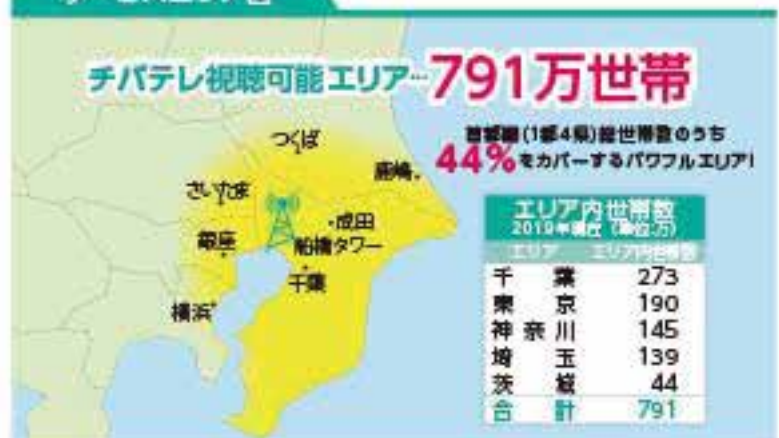 チバテレ視聴可能エリア…791万世帯
首都圏(1都4県)総世帯数のうち
44%をカバーするパワフルエリア!
つくば
鹿嶋
さいたま
成田
銀座
船橋タワー
千葉
横浜
エリア内世帯数
2019年現在 (単位:万)
エリア エリア内世帯数
千葉 273
東京 190
神奈川 145
埼玉 139
茨城 44
合計 791